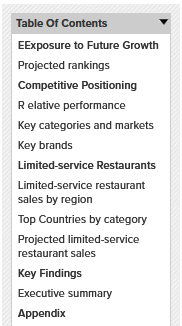 Table Of Contents
EExposure to Future Growth
Projected rankings
Competitive Positioning
R elative performance
Key categories and markets
Key brands
Limited-service Restaurants
Limited-service restaurant
sales by region
Top Countries by category
Projected limited-service
restaurant sales
Key Findings
Executive summary
Appendix